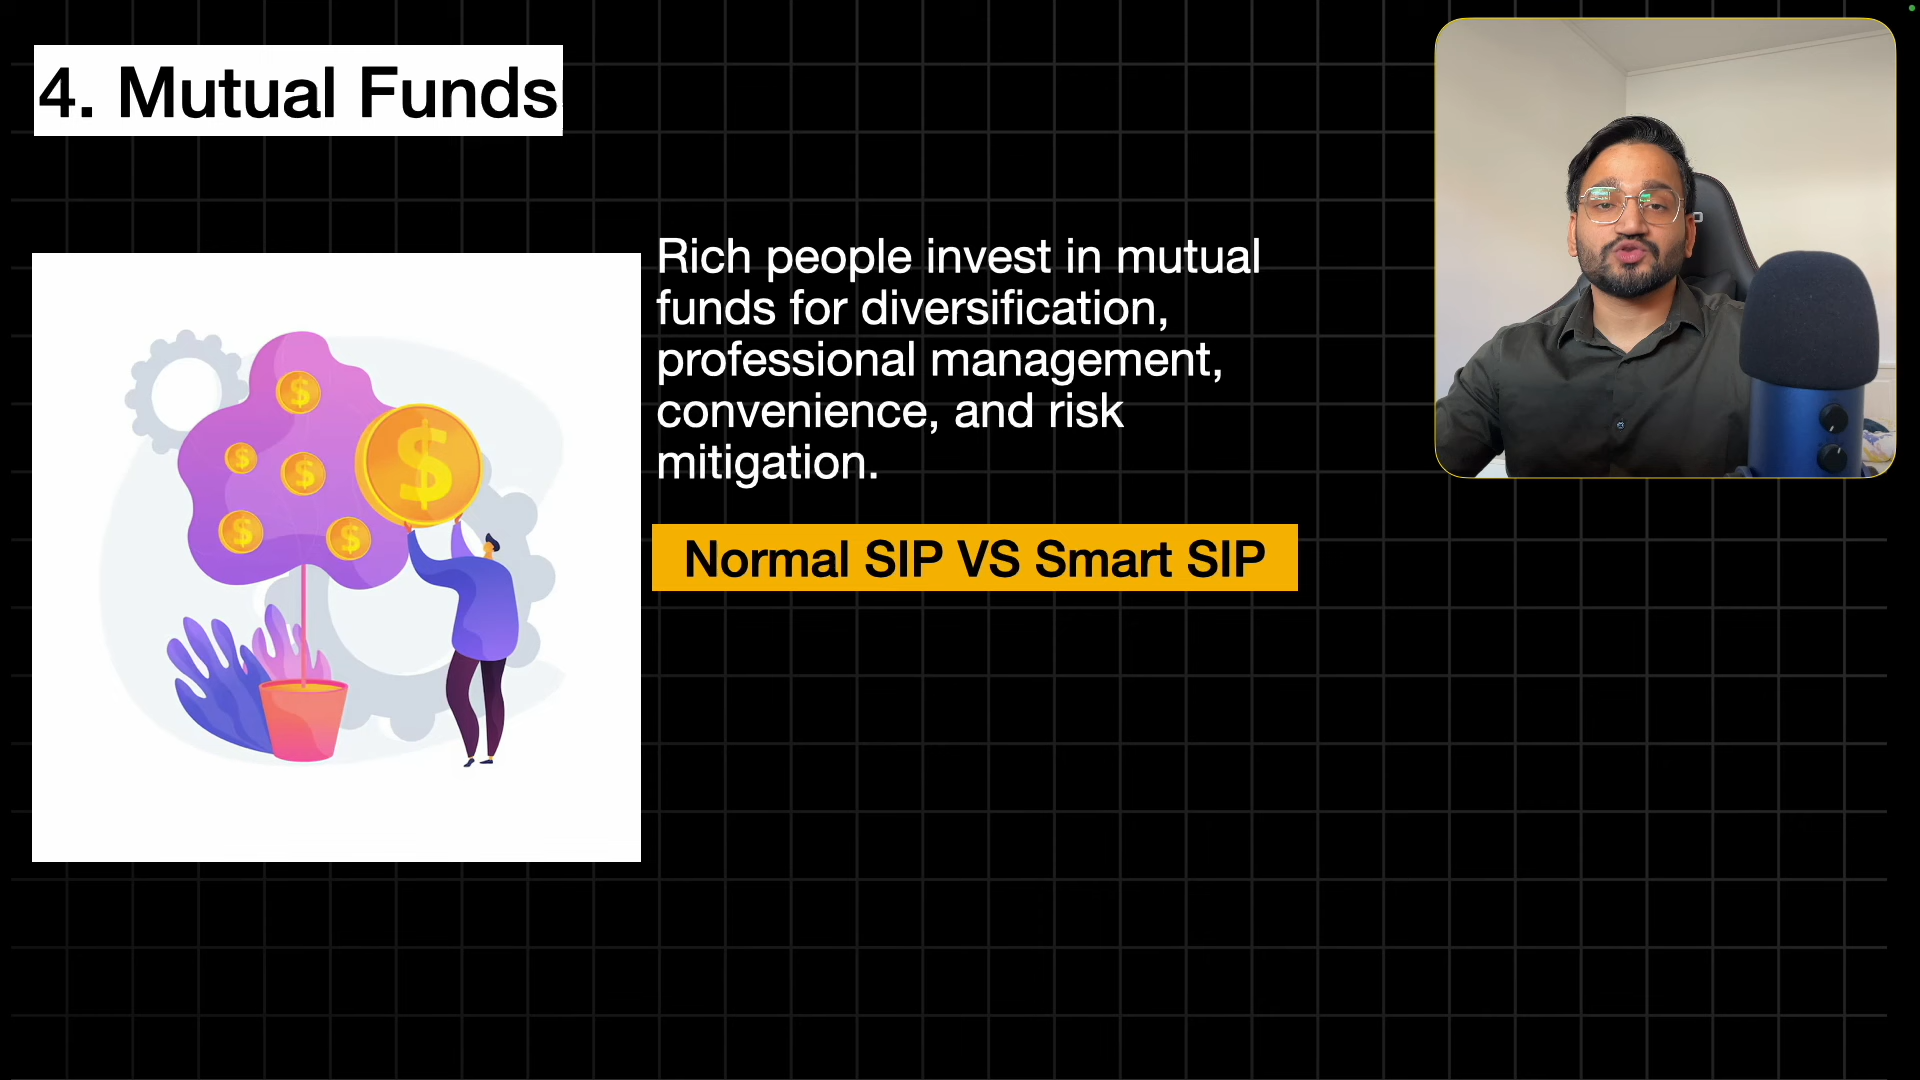 4. Mutual Funds
Rich people invest in mutual
funds for diversification,
professional management,
convenience, and risk
mitigation.
Normal SIP VS Smart SIP